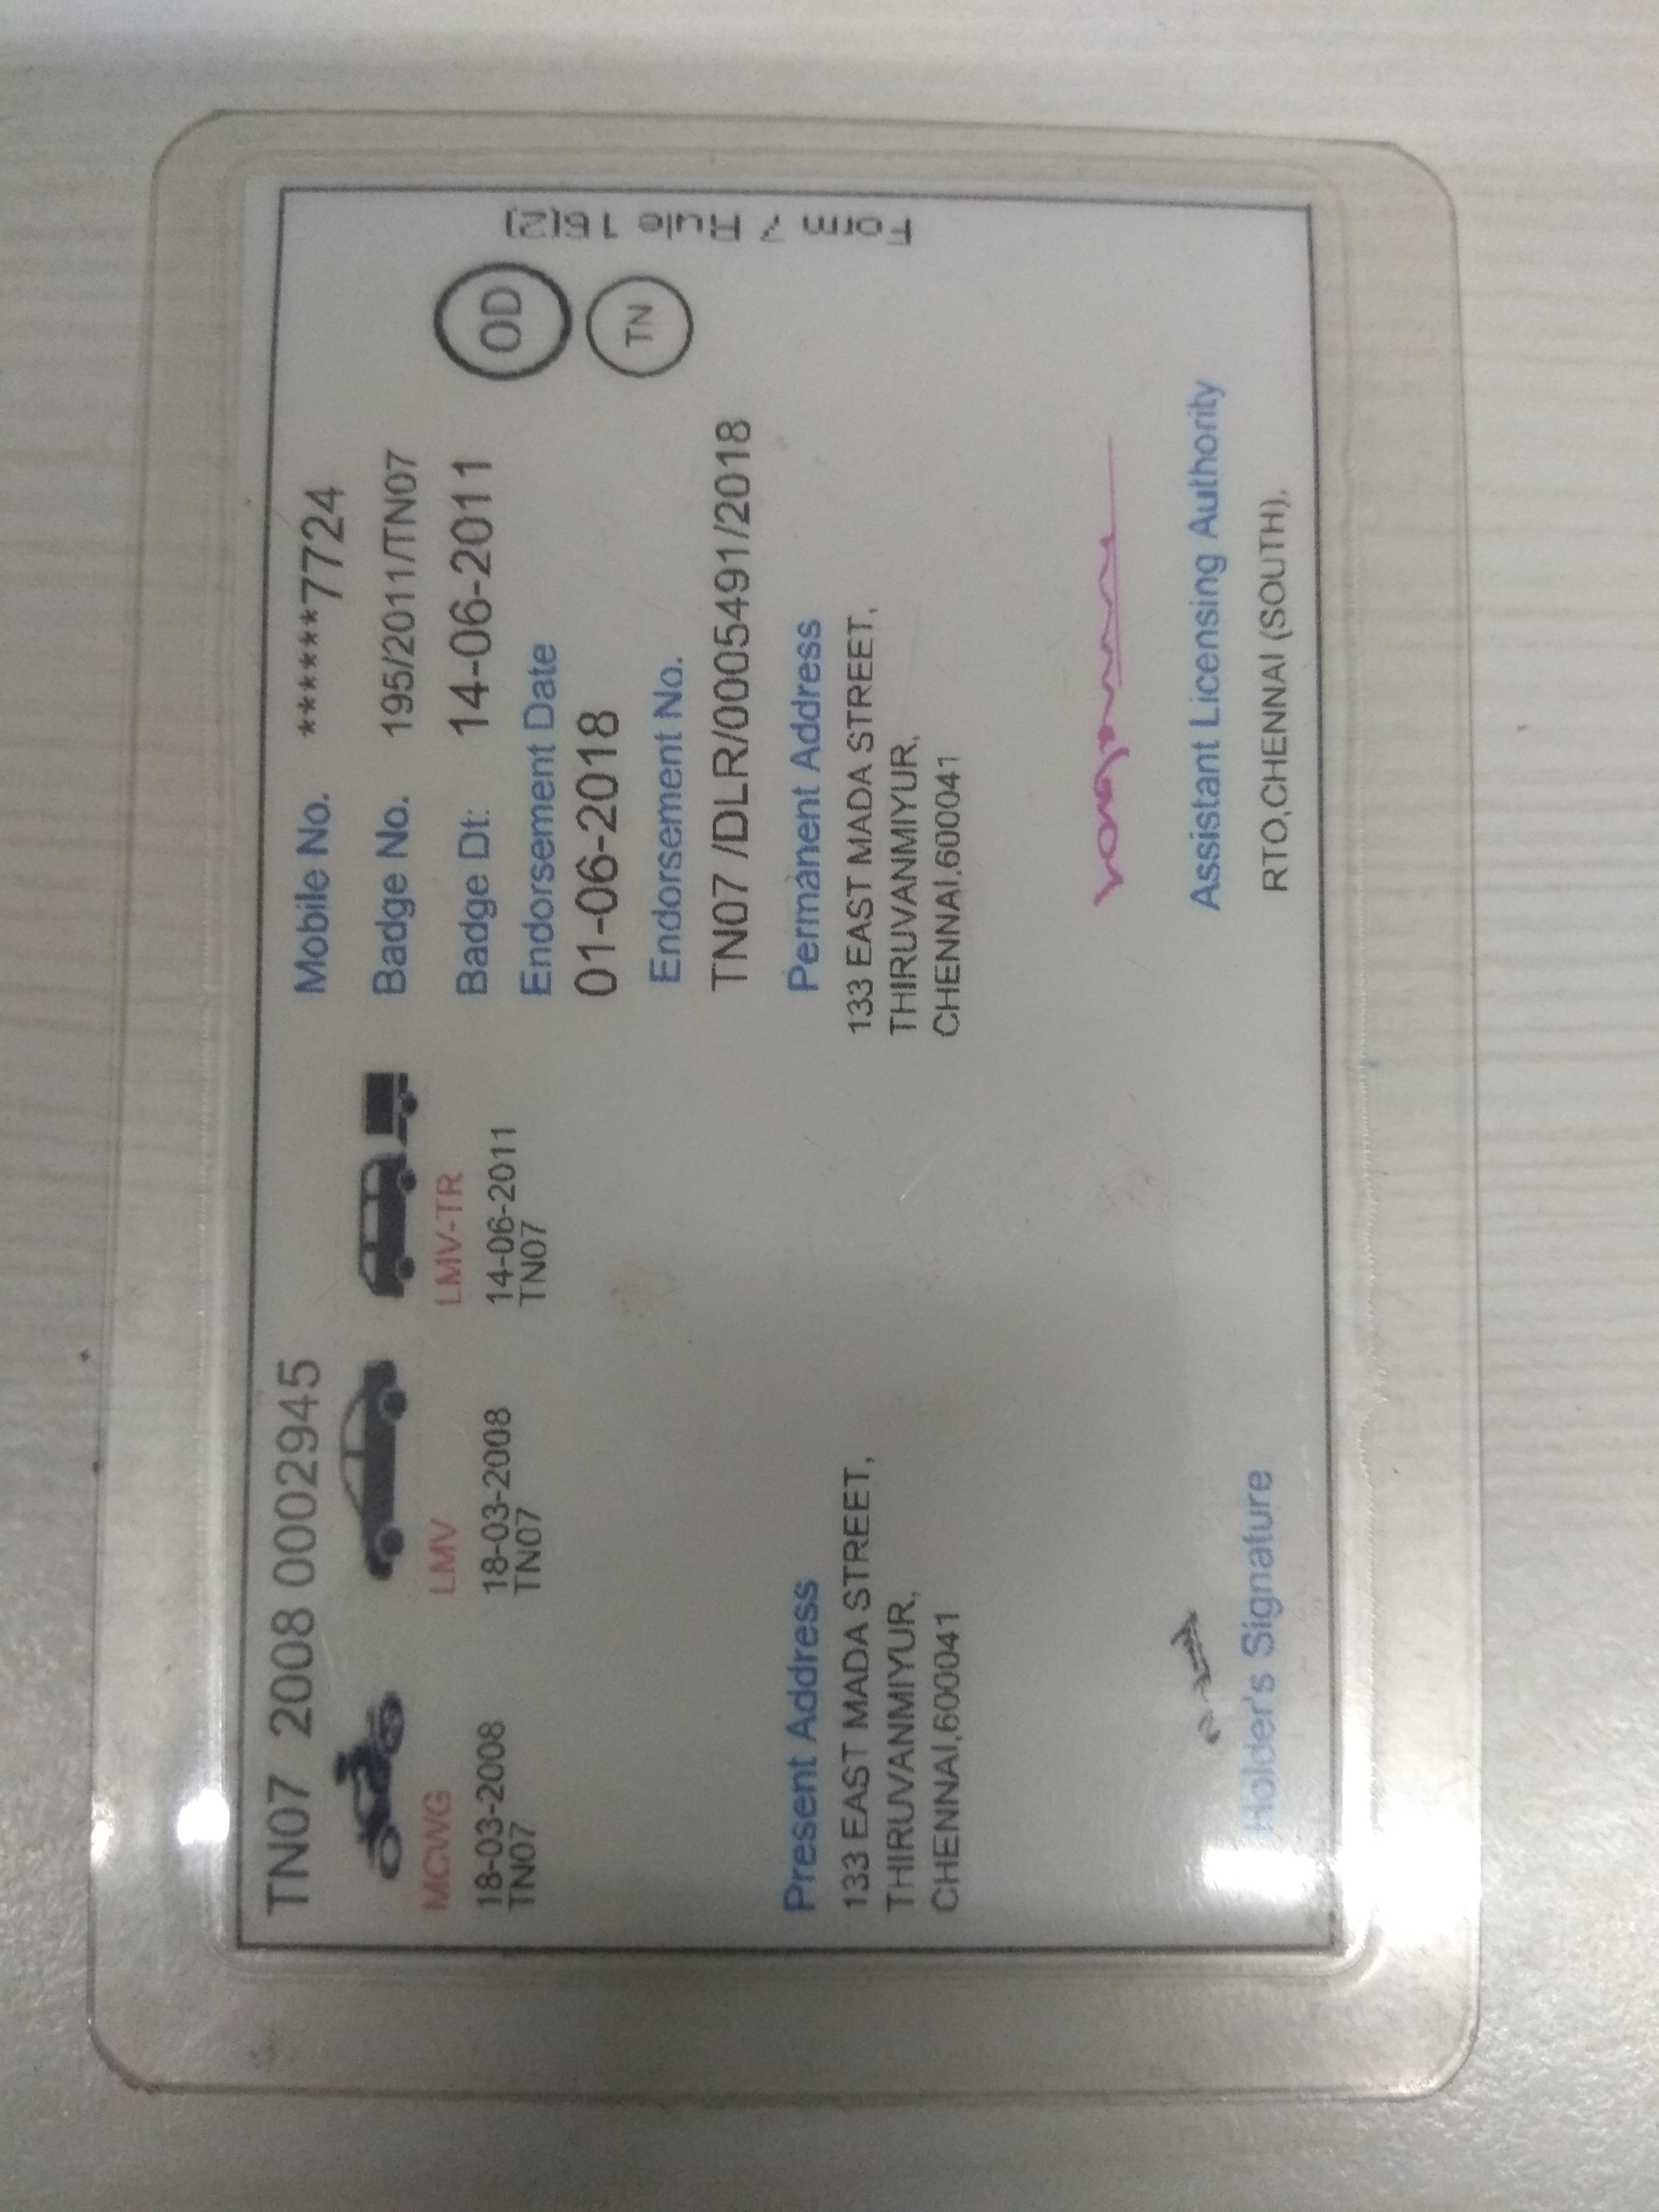 TN07 2008 0002945
MCWG
18-03-2008
TN07
LMV
18-03-2008
TN07
LMV-TR
14-06-2011
TN07
Mobile No. ******7724
Badge No. 195/2011/TN07
Badge Dt: 14-06-2011
Endorsement Date
01-06-2018
Endorsement No.
TN07 /DLR/0005491/2018
OD
TN
Form 7 Rule 16(2)
Present Address
133 EAST MADA STREET,
THIRUVANMIYUR,
CHENNAI,600041
Permanent Address
133 EAST MADA STREET,
THIRUVANMIYUR,
CHENNAI,600041
Holder's Signature
Assistant Licensing Authority
RTO,CHENNAI (SOUTH),